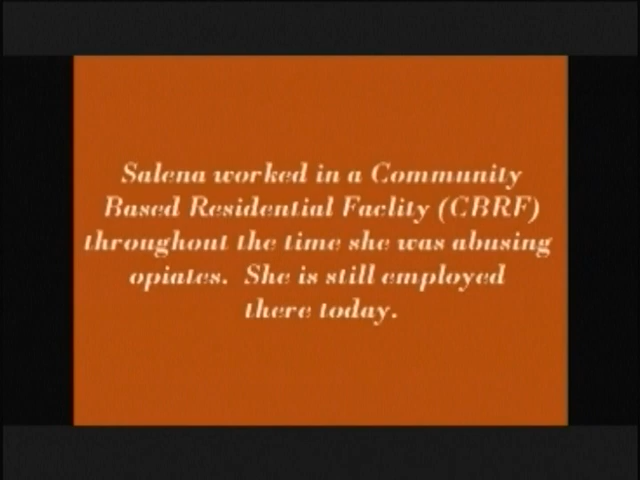 Salena worked in a Community
Based Residential Faclity (CBRF)
throughout the time she was abusing
opiates. She is still employed
there today.